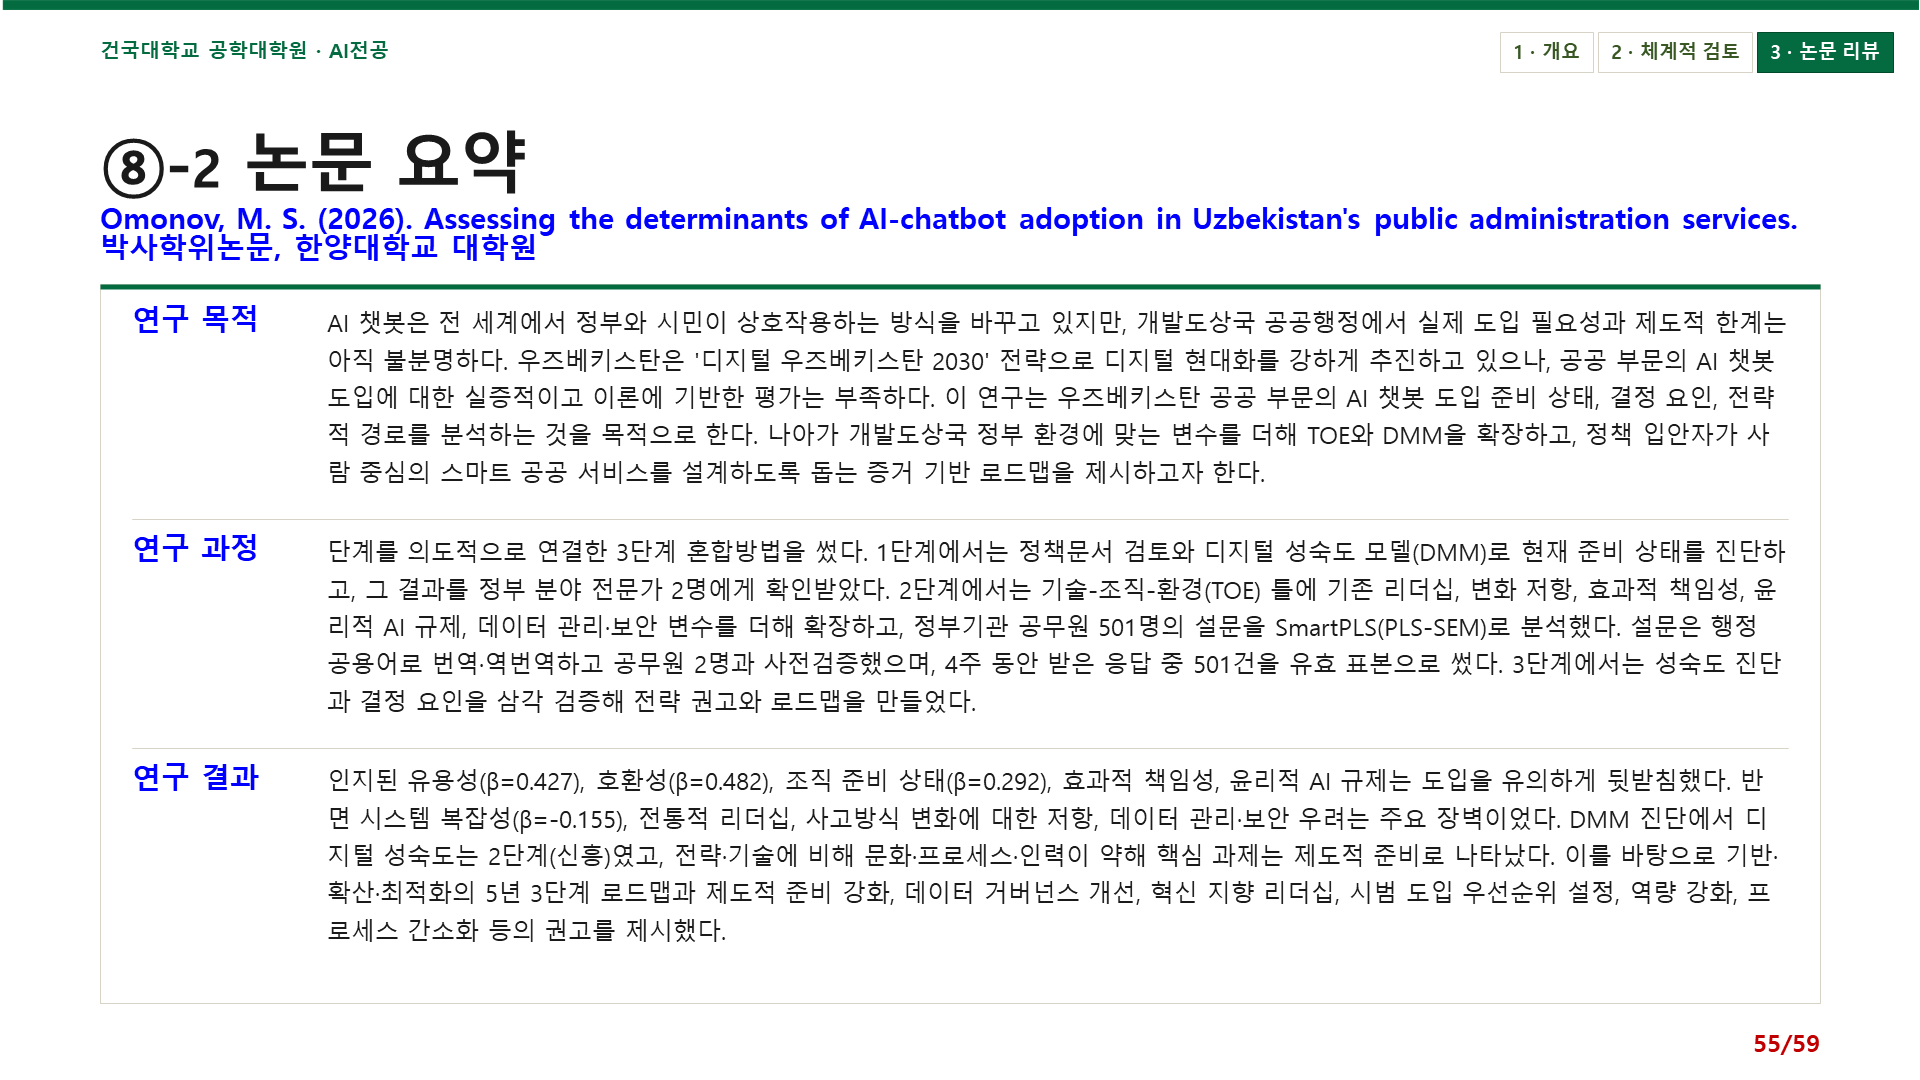 건국대학교 공학대학원 · AI전공
1 · 개요
2 · 체계적 검토
3 · 논문 리뷰
⑧-2 논문 요약
Omonov, M. S. (2026). Assessing the determinants of AI-chatbot adoption in Uzbekistan's public administration services.
박사학위논문, 한양대학교 대학원
연구 목적
AI 챗봇은 전 세계에서 정부와 시민이 상호작용하는 방식을 바꾸고 있지만, 개발도상국 공공행정에서 실제 도입 필요성과 제도적 한계는
아직 불분명하다. 우즈베키스탄은 '디지털 우즈베키스탄 2030' 전략으로 디지털 현대화를 강하게 추진하고 있으나, 공공 부문의 AI 챗봇
도입에 대한 실증적이고 이론에 기반한 평가는 부족하다. 이 연구는 우즈베키스탄 공공 부문의 AI 챗봇 도입 준비 상태, 결정 요인, 전략
적 경로를 분석하는 것을 목적으로 한다. 나아가 개발도상국 정부 환경에 맞는 변수를 더해 TOE와 DMM을 확장하고, 정책 입안자가 사
람 중심의 스마트 공공 서비스를 설계하도록 돕는 증거 기반 로드맵을 제시하고자 한다.
연구 과정
단계를 의도적으로 연결한 3단계 혼합방법을 썼다. 1단계에서는 정책문서 검토와 디지털 성숙도 모델(DMM)로 현재 준비 상태를 진단하
고, 그 결과를 정부 분야 전문가 2명에게 확인받았다. 2단계에서는 기술-조직-환경(TOE) 틀에 기존 리더십, 변화 저항, 효과적 책임성, 윤
리적 AI 규제, 데이터 관리·보안 변수를 더해 확장하고, 정부기관 공무원 501명의 설문을 SmartPLS(PLS-SEM)로 분석했다. 설문은 행정
공용어로 번역·역번역하고 공무원 2명과 사전검증했으며, 4주 동안 받은 응답 중 501건을 유효 표본으로 썼다. 3단계에서는 성숙도 진단
과 결정 요인을 삼각 검증해 전략 권고와 로드맵을 만들었다.
연구 결과
인지된 유용성(β=0.427), 호환성(β=0.482), 조직 준비 상태(β=0.292), 효과적 책임성, 윤리적 AI 규제는 도입을 유의하게 뒷받침했다. 반
면 시스템 복잡성(β=-0.155), 전통적 리더십, 사고방식 변화에 대한 저항, 데이터 관리·보안 우려는 주요 장벽이었다. DMM 진단에서 디
지털 성숙도는 2단계(신흥)였고, 전략·기술에 비해 문화·프로세스·인력이 약해 핵심 과제는 제도적 준비로 나타났다. 이를 바탕으로 기반·
확산·최적화의 5년 3단계 로드맵과 제도적 준비 강화, 데이터 거버넌스 개선, 혁신 지향 리더십, 시범 도입 우선순위 설정, 역량 강화, 프
로세스 간소화 등의 권고를 제시했다.
55/59